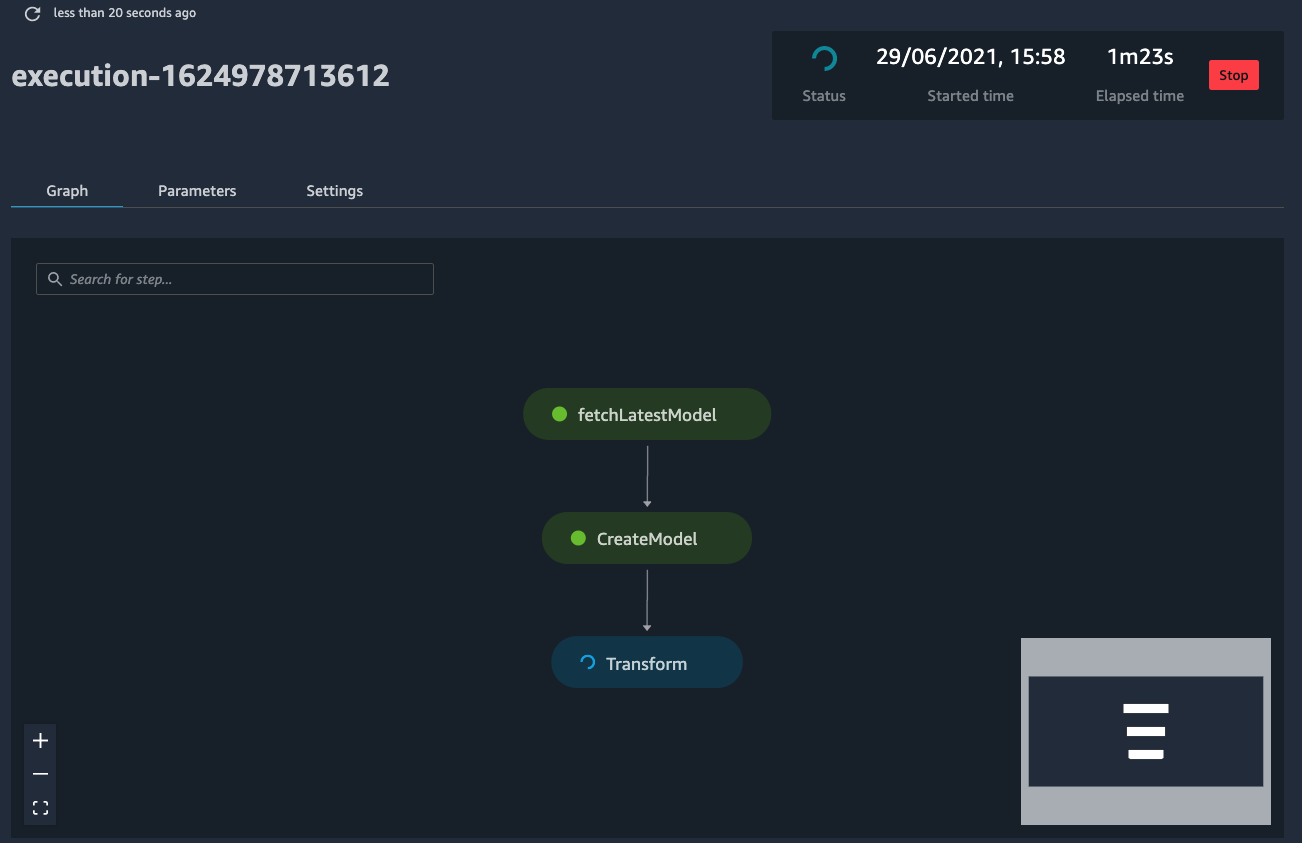 less than 20 seconds ago
execution-1624978713612
29/06/2021, 15:58
1m23s
Stop
Status
Started time
Elapsed time
Graph
Parameters
Settings
Search for step...
fetchLatestModel
CreateModel
Transform